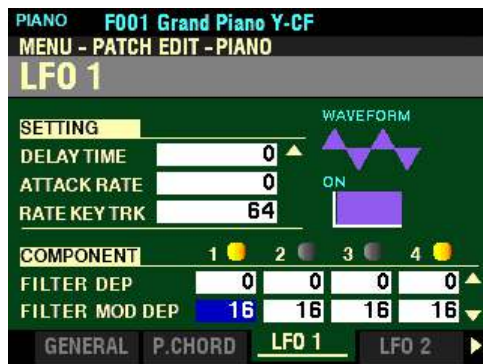 PIANO F001 Grand Piano Y-CF
MENU - PATCH EDIT - PIANO
LFO 1
WAVEFORM
SETTING
DELAY TIME 0
ATTACK RATE 0
ON
RATE KEY TRK 64
COMPONENT 1 2 3 4
FILTER DEP 0 0 0 0
FILTER MOD DEP 16 16 16 16
GENERAL P.CHORD LFO 1 LFO 2